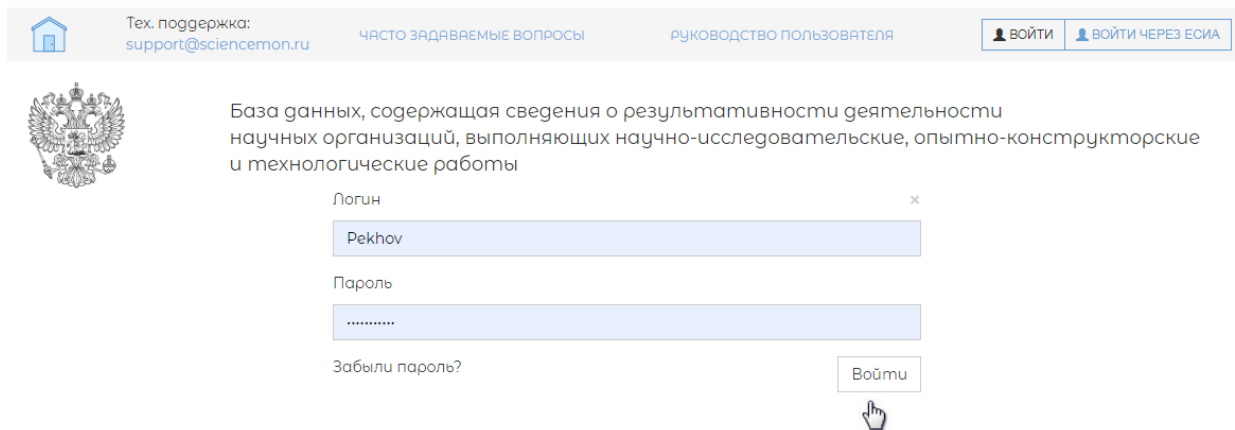 Тех. поддержка:
support@sciencemon.ru
ЧАСТО ЗАДАВАЕМЫЕ ВОПРОСЫ
РУКОВОДСТВО ПОЛЬЗОВАТЕЛЯ
ВОЙТИ
ВОЙТИ ЧЕРЕЗ ЕСИА
База данных, содержащая сведения о результативности деятельности
научных организаций, выполняющих научно-исследовательские, опытно-конструкторские
и технологические работы
Логин
×
Pekhov
Пароль
...........
Забыли пароль?
Войти